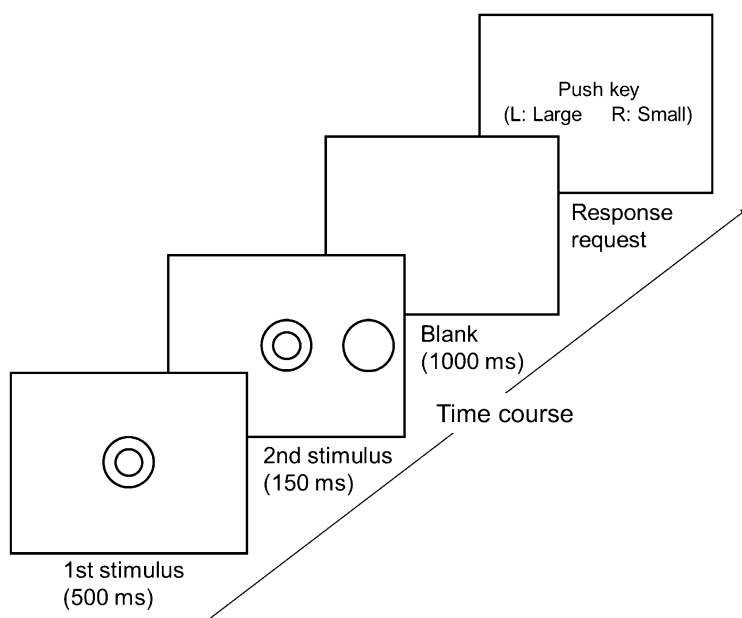 Push key
(L: Large R: Small)
Response
request
Blank
(1000 ms)
Time course
2nd stimulus
(150 ms)
1st stimulus
(500 ms)